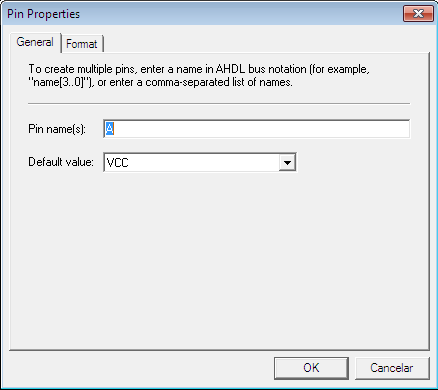 Pin Properties
General Format
To create multiple pins, enter a name in AHDL bus notation (for example,
"name[3..0]"), or enter a comma-separated list of names.
Pin name(s): A
Default value: VCC
OK Cancelar